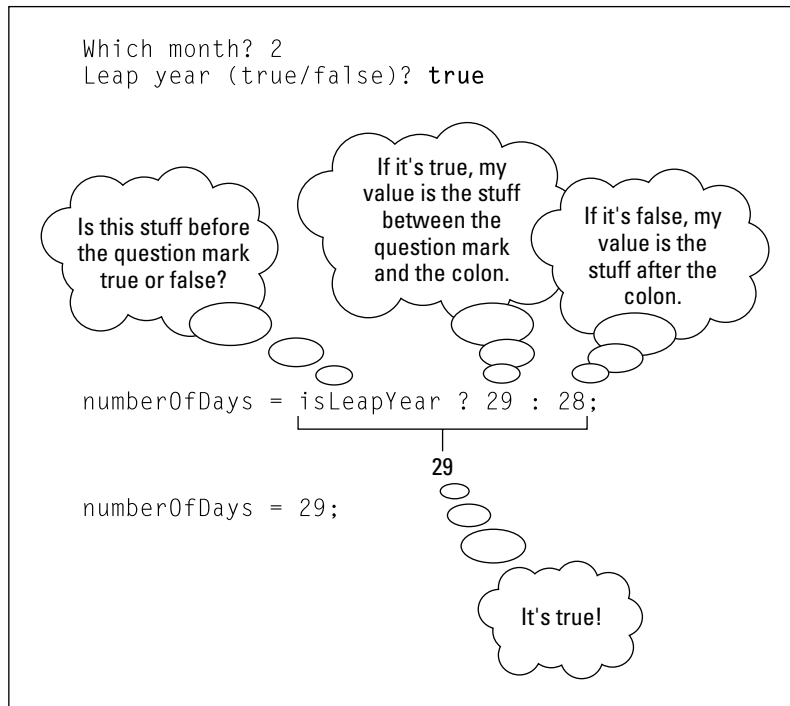 Which month? 2
Leap year (true/false)? true
Is this stuff before
the question mark
true or false?
If it's true, my
value is the stuff
between the
question mark
and the colon.
If it's false, my
value is the
stuff after the
colon.
numberOfDays = isLeapYear ? 29 : 28;
29
numberOfDays = 29;
It's true!